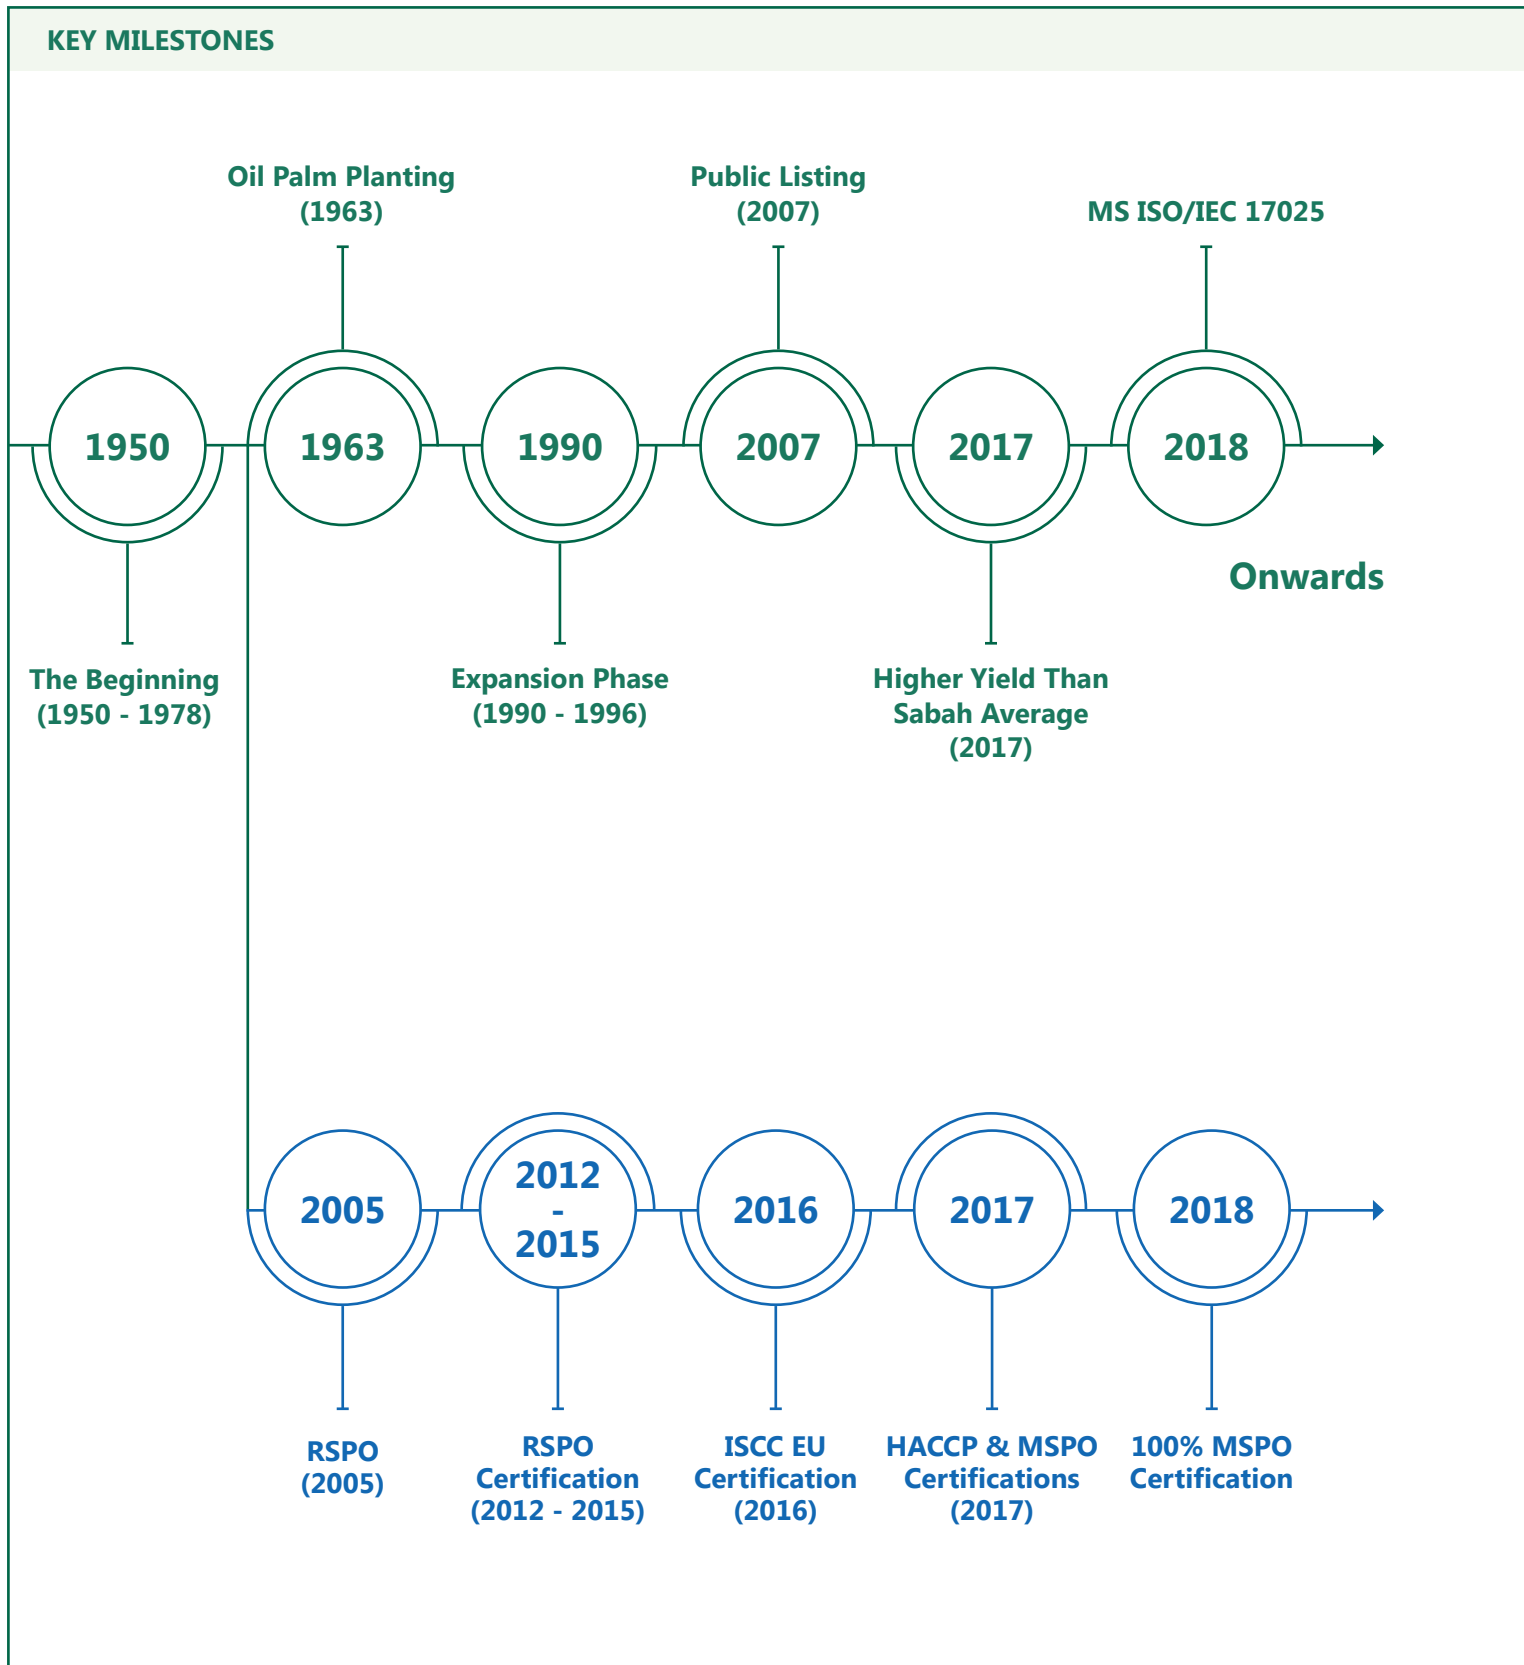 KEY MILESTONES
Oil Palm Planting
(1963)
Public Listing
(2007)
MS ISO/IEC 17025
1950
1963
1990
2007
2017
2018
Onwards
The Beginning
(1950 - 1978)
Expansion Phase
(1990 - 1996)
Higher Yield Than
Sabah Average
(2017)
2005
2012
-
2015
2016
2017
2018
RSPO
(2005)
RSPO
Certification
(2012 - 2015)
ISCC EU
Certification
(2016)
HACCP & MSPO
Certifications
(2017)
100% MSPO
Certification